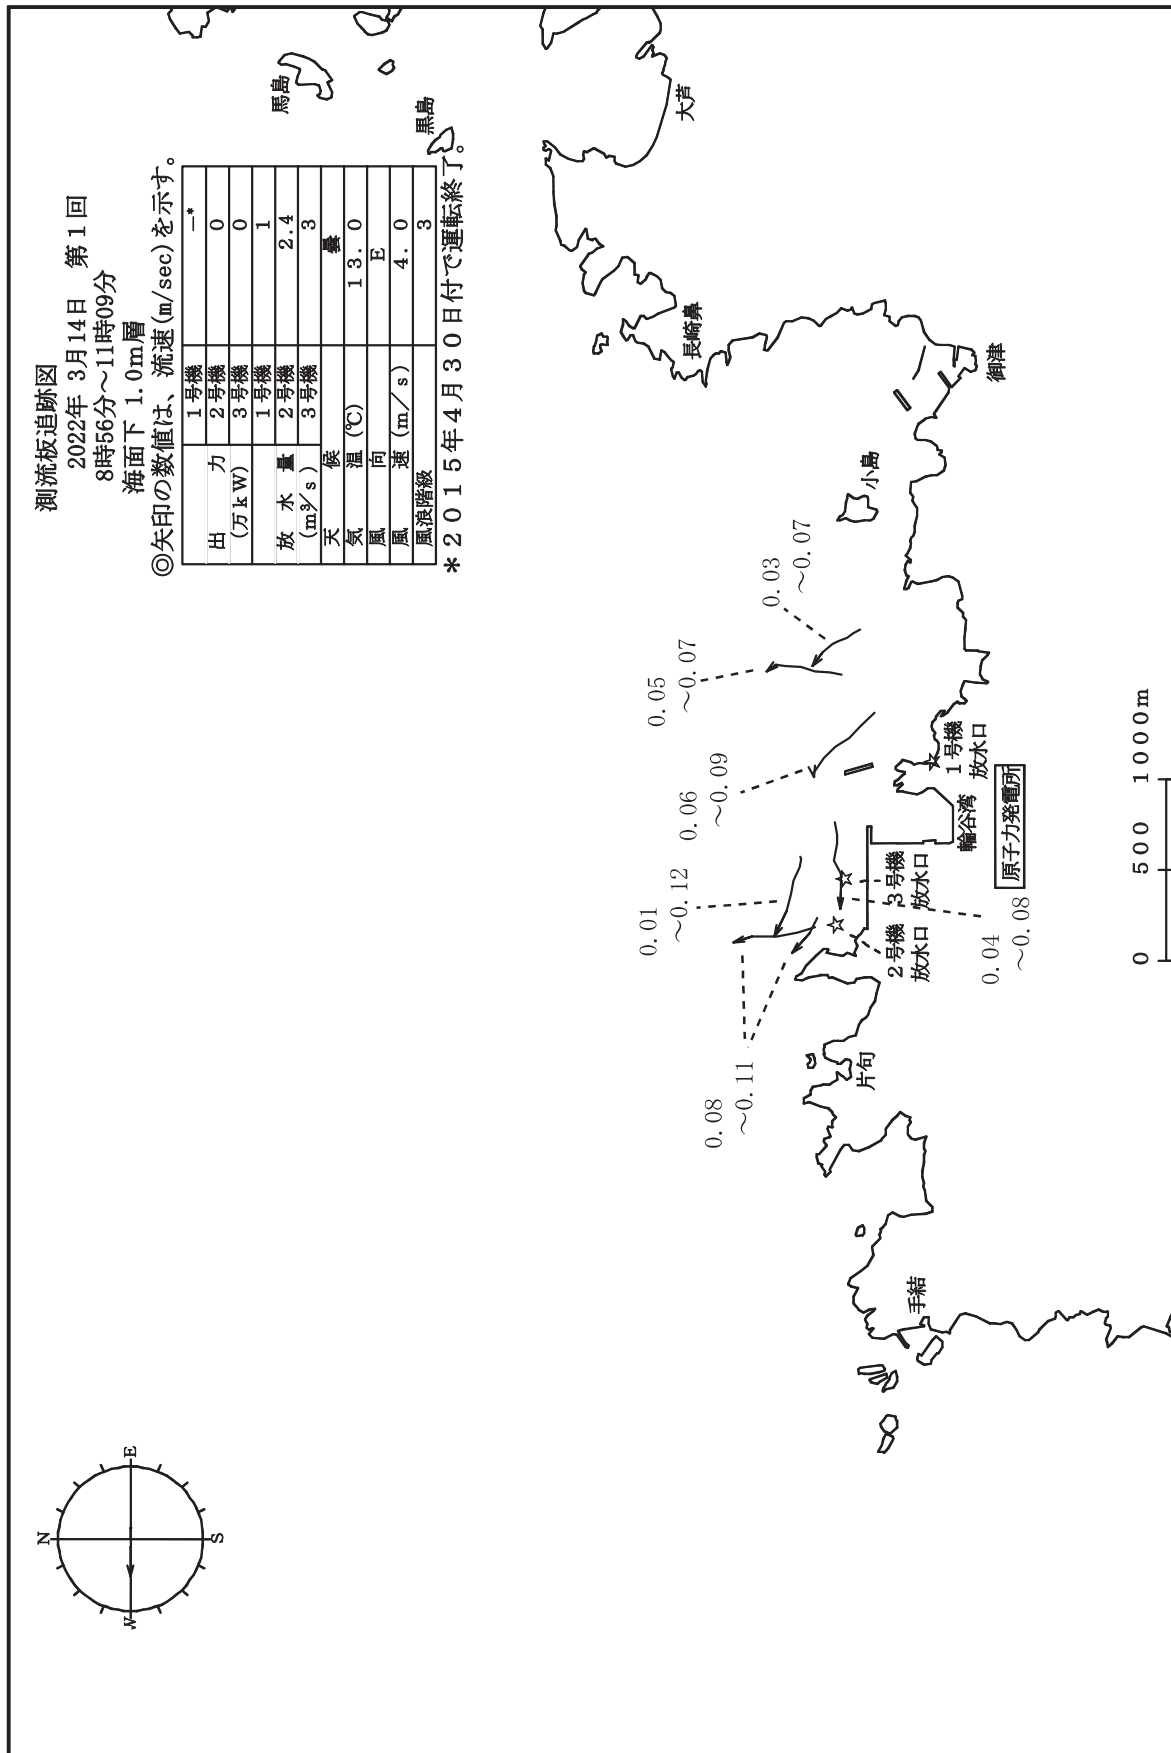 測流板追跡図
2022年 3月14日 第1回
8時56分～11時09分
海面下 1.0m層
◎矢印の数値は、流速(m/sec)を示す。
出力(万kW) 1号機 －*
2号機 0
3号機 0
放水量(m³/s) 1号機 1
2号機 2.4
3号機 3
天候 曇
気温(℃) 13.0
風向 E
風速(m/s) 4.0
風浪階級 3
*2015年4月30日付で運転終了。
N
E
S
W
馬島
黒島
大芦
長崎鼻
御津
小島
0.03
～0.07
0.05
～0.07
0.06
～0.09
0.01
～0.12
0.08
～0.11
0.04
～0.08
1号機
放水口
輪谷湾
原子力発電所
3号機
放水口
2号機
放水口
片句
手結
0 500 1000m